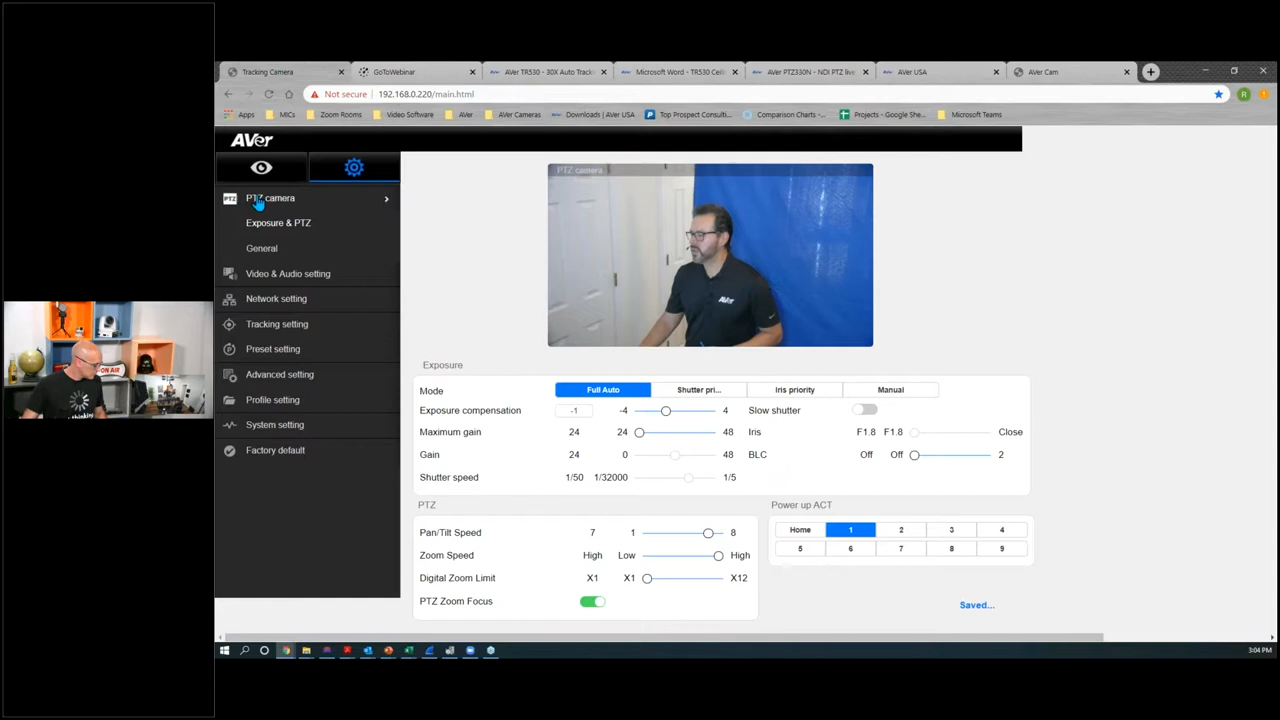 Tracking Camera
GoToWebinar
AVer TR530 - 30X Auto Track
Microsoft Word - TR530 Ceil
AVer PTZ330N - NDI PTZ live
AVer USA
AVer Cam
Not secure 192.168.0.220/main.html
R
Apps MICs Zoom Rooms Video Software AVer AVer Cameras Downloads | AVer USA Top Prospect Consulti... Comparison Charts -... Projects - Google She... Microsoft Teams
AVer
PTZ PTZ camera
Exposure & PTZ
General
Video & Audio setting
Network setting
Tracking setting
Preset setting
Advanced setting
Profile setting
System setting
Factory default
PTZ camera
AVer
ON AIR
thinking
Exposure
Mode Full Auto Shutter pri... Iris priority Manual
Exposure compensation -1 -4 4 Slow shutter
Maximum gain 24 24 48 Iris F1.8 F1.8 Close
Gain 24 0 48 BLC Off Off 2
Shutter speed 1/50 1/32000 1/5
PTZ
Pan/Tilt Speed 7 1 8
Zoom Speed High Low High
Digital Zoom Limit X1 X1 X12
PTZ Zoom Focus
Power up ACT
Home 1 2 3 4
5 6 7 8 9
Saved...
3:04 PM